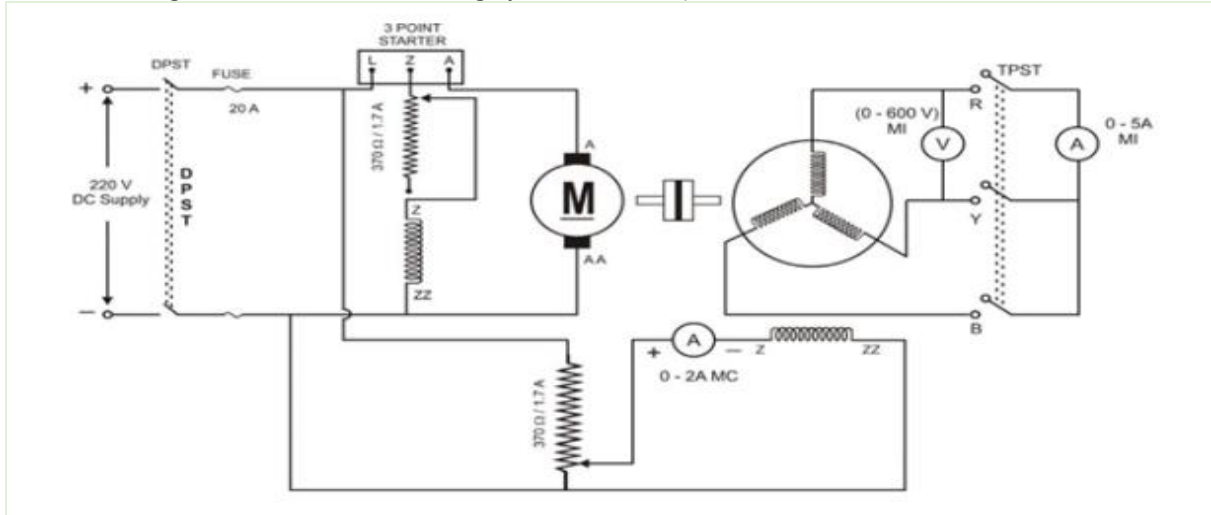 3 POINT
STARTER
L Z A
DPST
FUSE
20 A
+
220 V
DC Supply
−
D
P
S
T
370 Ω / 1.7 A
Z
ZZ
A
M
A A
(0 - 600 V)
MI
V
R
Y
B
TPST
A
0 - 5A
MI
370 Ω / 1.7 A
+
A
−
0 - 2A MC
Z
ZZ